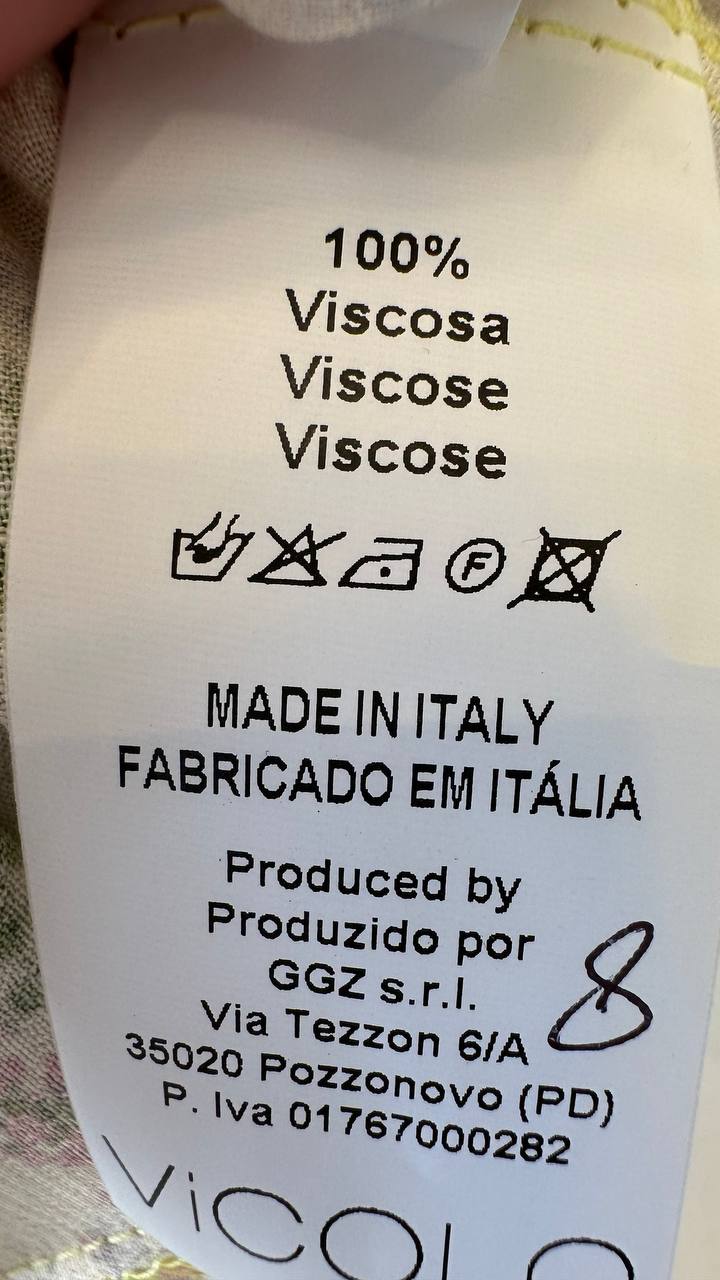 100%
Viscosa
Viscose
Viscose
F
MADE IN ITALY
FABRICADO EM ITÁLIA
Produced by
Produzido por
GGZ s.r.l.
8
Via Tezzon 6/A
35020 Pozzonovo (PD)
P. Iva 01767000282
ViCOLO